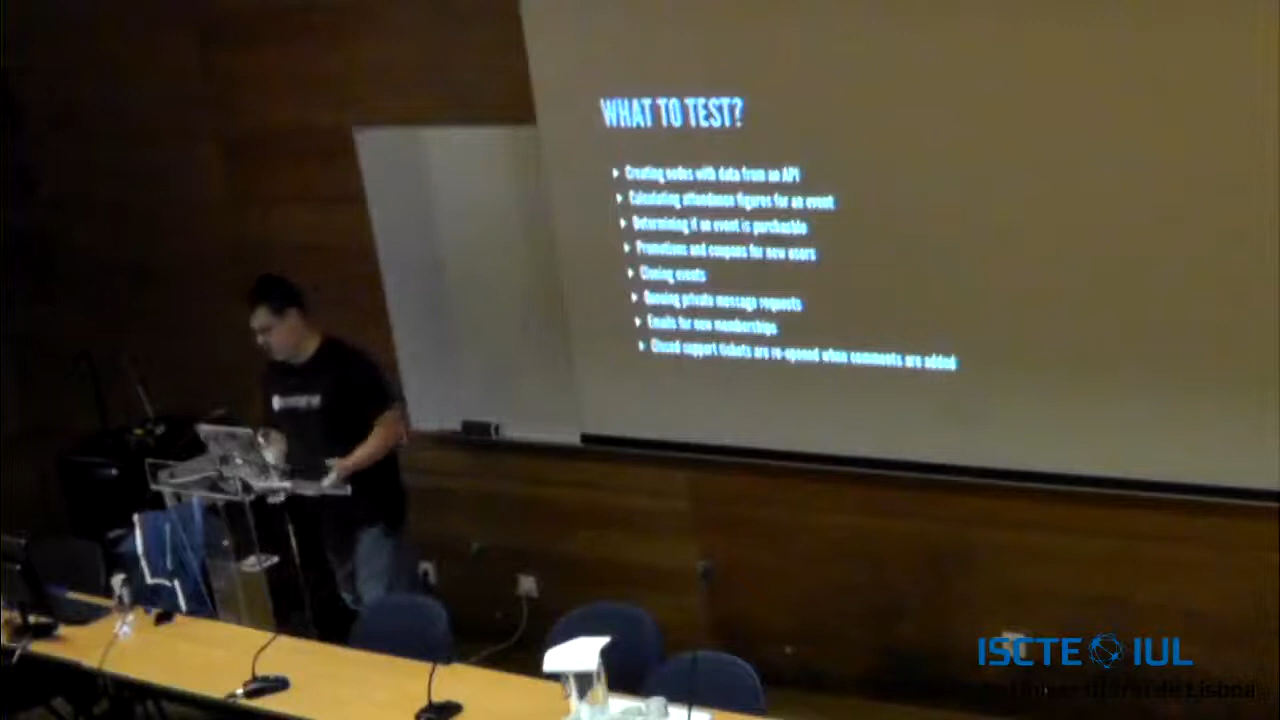 WHAT TO TEST?
Creating nodes with data from an API
Calculating attendance figures for an event
Determining if an event is purchasable
Promotions and coupons for new users
Cloning events
Queuing private message requests
Emails for new memberships
Closed support tickets are re-opened when comments are added
ISCTE IUL
de Lisboa